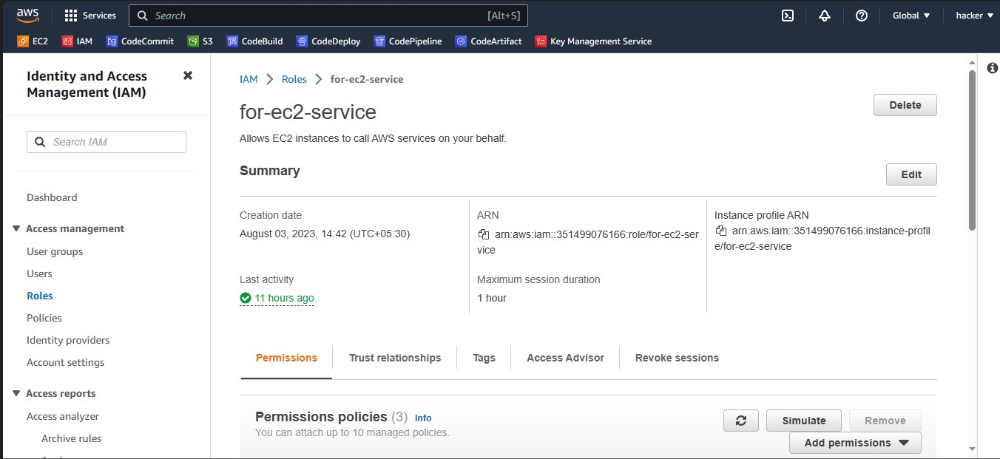 aws
Services
Search
[Alt+S]
Global
hacker
EC2
IAM
CodeCommit
S3
CodeBuild
CodeDeploy
CodePipeline
CodeArtifact
Key Management Service
Identity and Access
Management (IAM)
Search IAM
Dashboard
Access management
User groups
Users
Roles
Policies
Identity providers
Account settings
Access reports
Access analyzer
Archive rules
IAM > Roles > for-ec2-service
for-ec2-service
Delete
Allows EC2 instances to call AWS services on your behalf.
Summary
Edit
Creation date
August 03, 2023, 14:42 (UTC+05:30)
ARN
arn:aws:iam::351499076166:role/for-ec2-ser
vice
Instance profile ARN
arn:aws:iam::351499076166:instance-profil
e/for-ec2-service
Last activity
11 hours ago
Maximum session duration
1 hour
Permissions
Trust relationships
Tags
Access Advisor
Revoke sessions
Permissions policies (3) Info
You can attach up to 10 managed policies.
Simulate
Remove
Add permissions